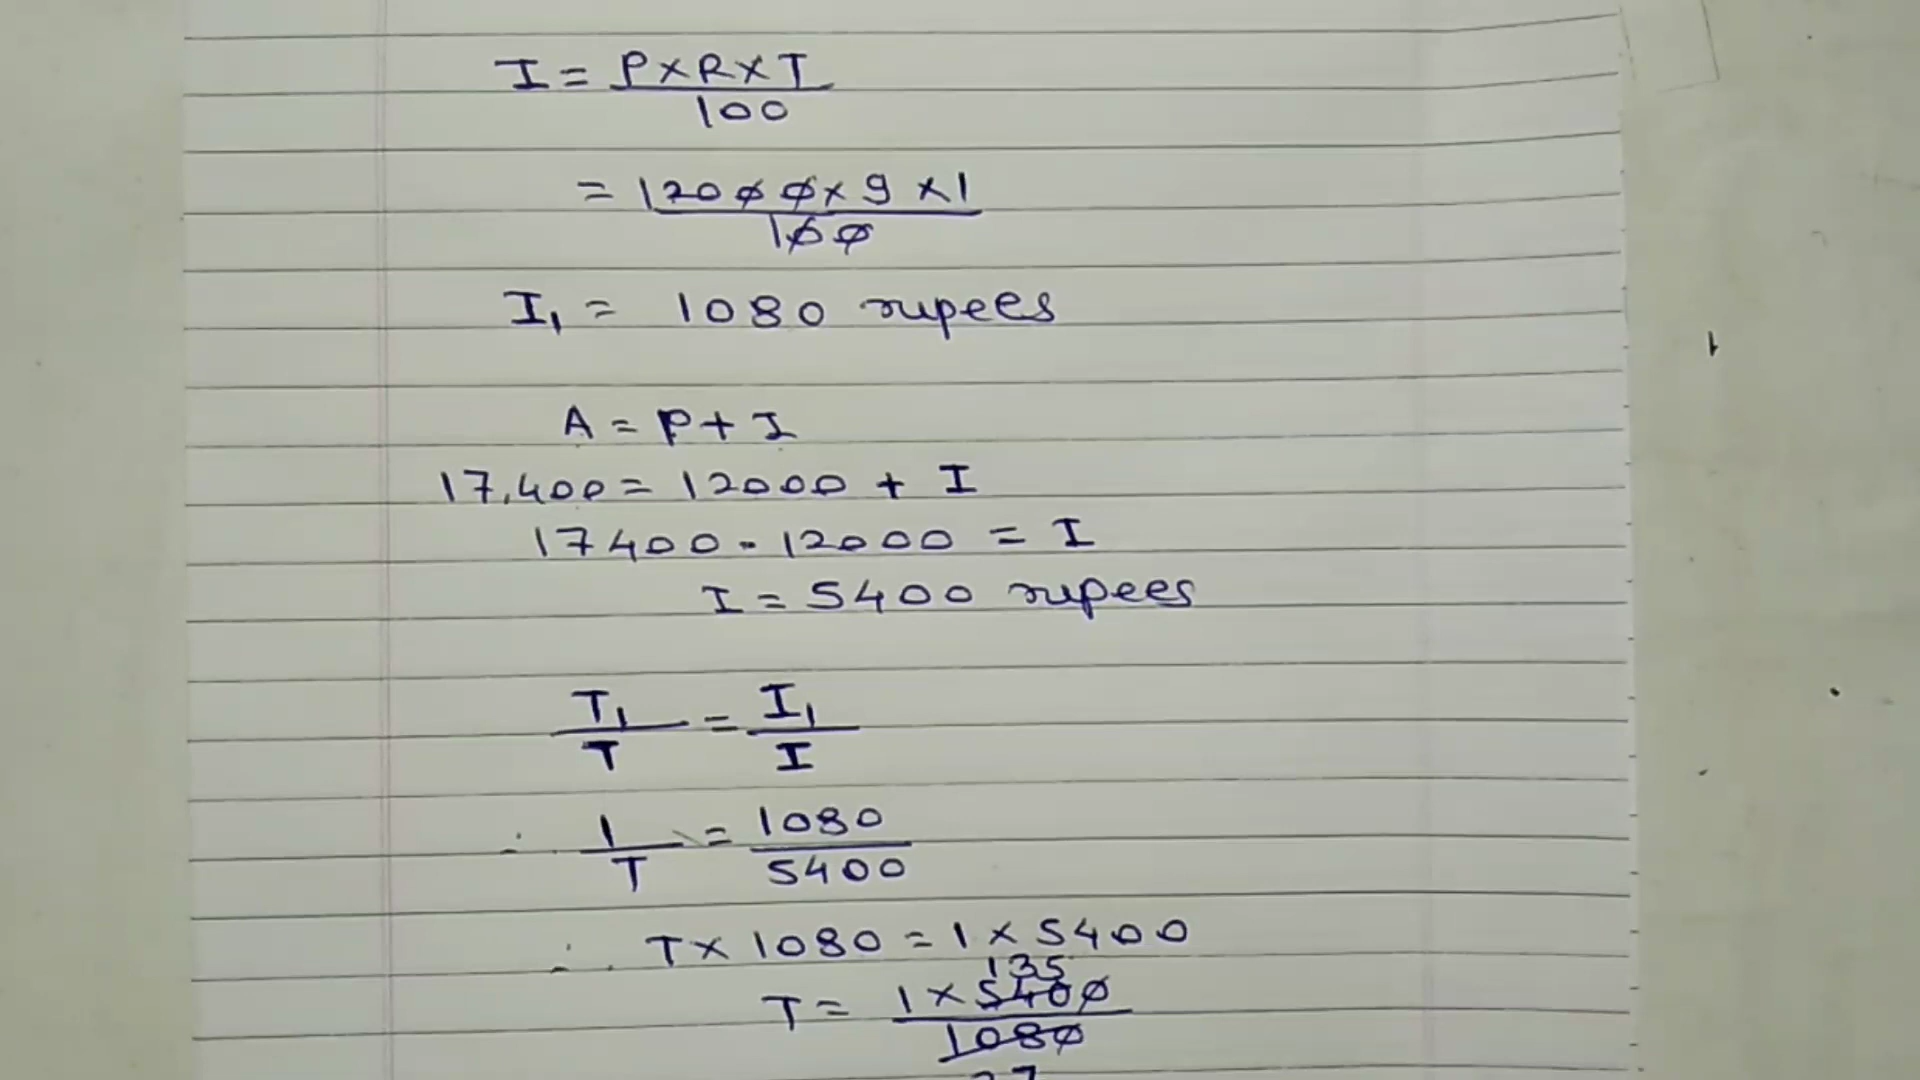 I = P×R×T
100
= 12000×9×1
100
I₁ = 1080 rupees
A = P+I
17,400 = 12000 + I
17400 - 12000 = I
I = 5400 rupees
T₁ = I₁
T I
∴ 1 = 1080
T 5400
∴ T×1080 = 1×5400
135
T = 1×5400
1080
27